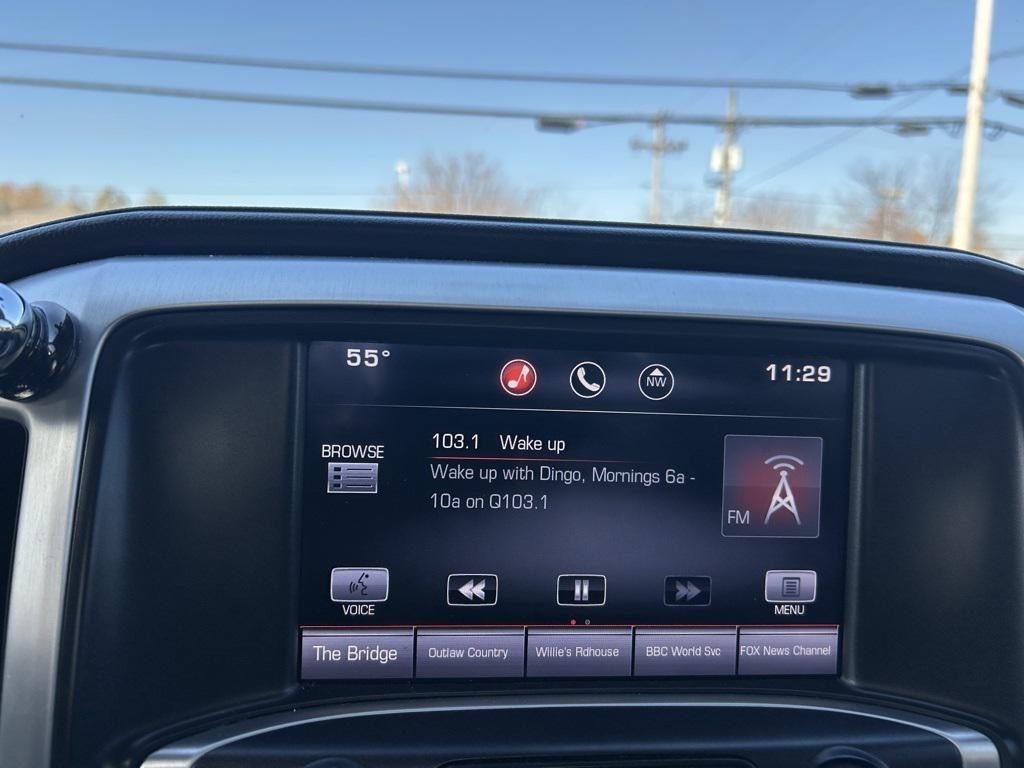 55° NW 11:29
BROWSE
103.1 Wake up
Wake up with Dingo, Mornings 6a -
10a on Q103.1
FM
VOICE
MENU
The Bridge Outlaw Country Willie's Rdhouse BBC World Svc FOX News Channel